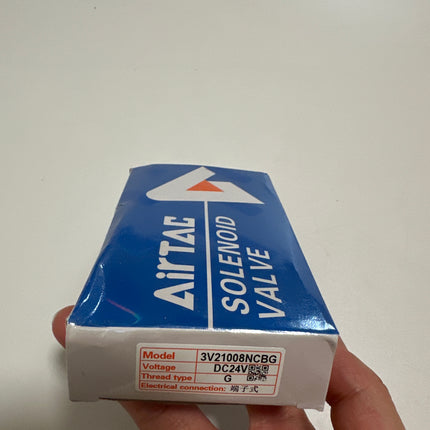 AirTAC
SOLENOID
VALVE
Model 3V21008NCBG
Voltage DC24V
Thread type G
Electrical connection: 端子式